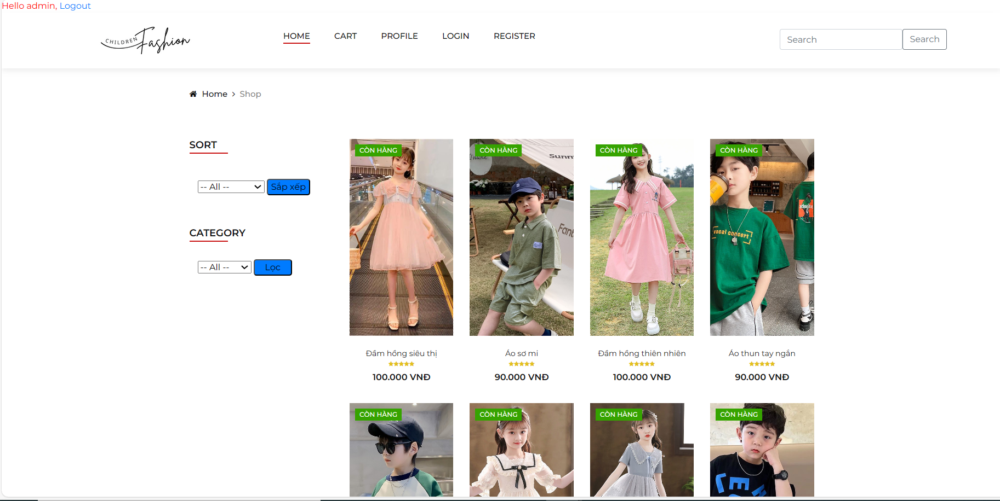 Hello admin, Logout
CHILDREN Fashion
HOME CART PROFILE LOGIN REGISTER
Search Search
Home > Shop
SORT
-- All -- Sắp xếp
CATEGORY
-- All -- Lọc
CÒN HÀNG CÒN HÀNG CÒN HÀNG CÒN HÀNG
Sunn
Fant
vocal concert
Đầm hồng siêu thị Áo sơ mi Đầm hồng thiên nhiên Áo thun tay ngắn
100.000 VNĐ 90.000 VNĐ 100.000 VNĐ 90.000 VNĐ
CÒN HÀNG CÒN HÀNG CÒN HÀNG CÒN HÀNG